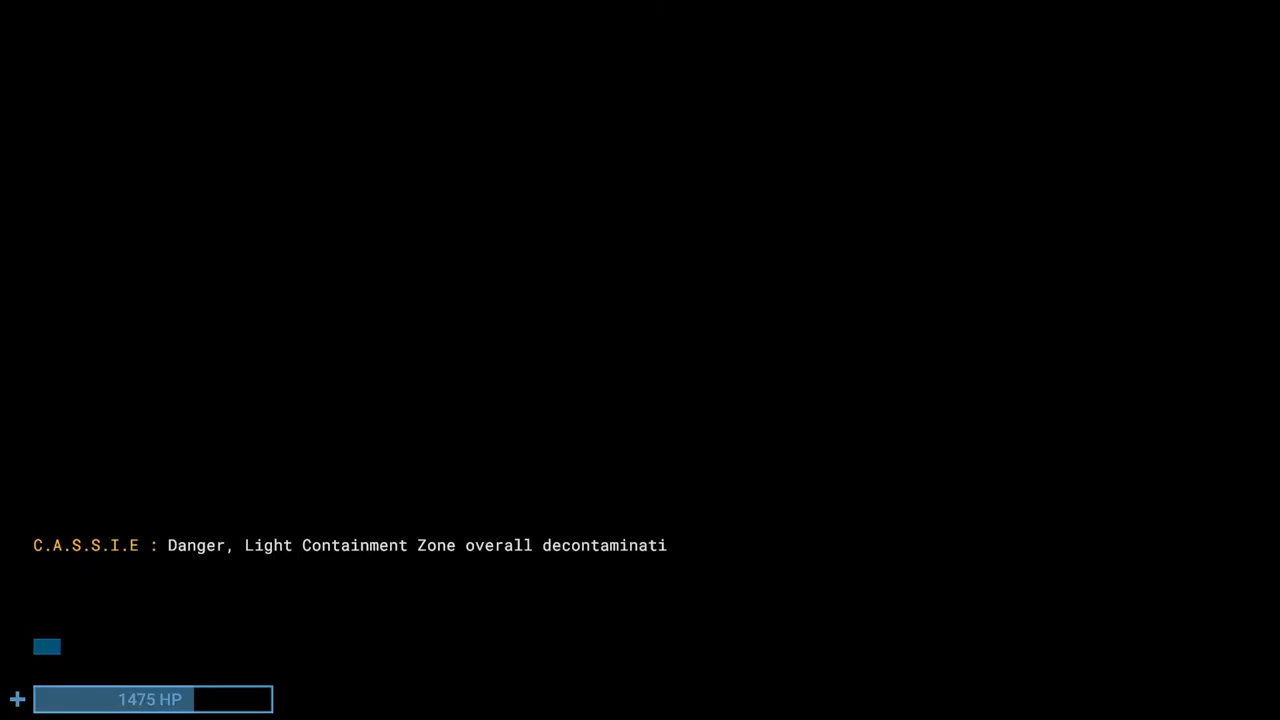 C.A.S.S.I.E : Danger, Light Containment Zone overall decontaminati
1475 HP